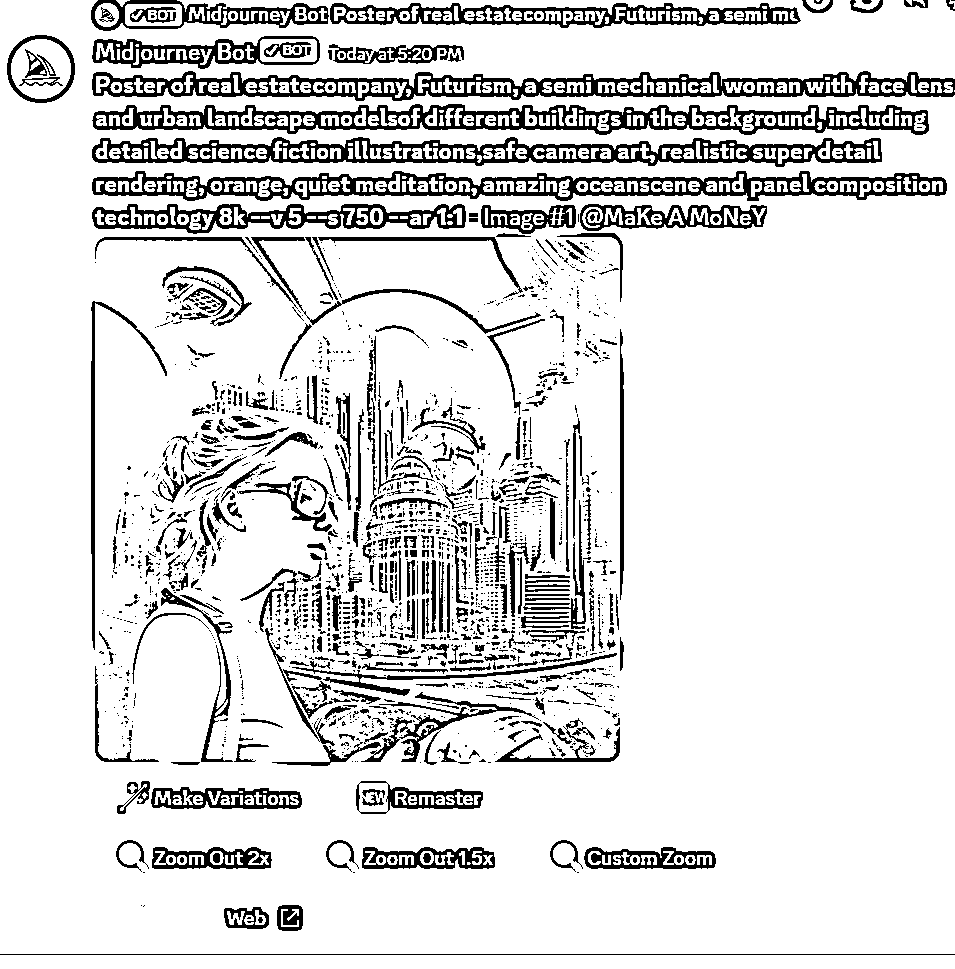 BOT Midjourney Bot Poster of real estatecompany, Futurism, a semi
Midjourney Bot BOT Today at 5:20 PM
Poster of real estatecompany, Futurism, a semi mechanical woman with face lens
and urban landscape modelsof different buildings in the background, including
detailed science fiction illustrations,safe camera art, realistic super detail
rendering, orange, quiet meditation, amazing oceanscene and panel composition
technology 8k --v 5 --s 750 --ar 1:1 - Image #1 @MaKe A MoNeY
Make Variations NEW Remaster
Zoom Out 2x Zoom Out 1.5x Custom Zoom
Web